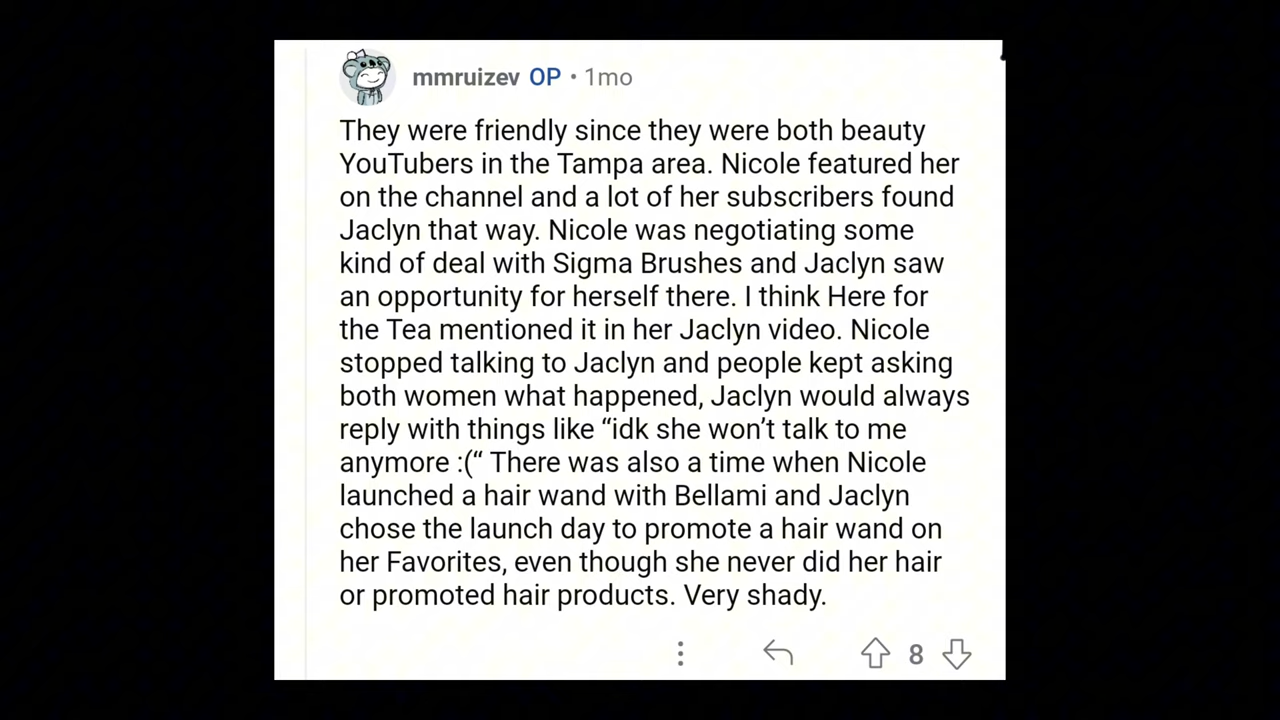 mmruizev OP • 1mo
They were friendly since they were both beauty
YouTubers in the Tampa area. Nicole featured her
on the channel and a lot of her subscribers found
Jaclyn that way. Nicole was negotiating some
kind of deal with Sigma Brushes and Jaclyn saw
an opportunity for herself there. I think Here for
the Tea mentioned it in her Jaclyn video. Nicole
stopped talking to Jaclyn and people kept asking
both women what happened, Jaclyn would always
reply with things like “idk she won’t talk to me
anymore :(“ There was also a time when Nicole
launched a hair wand with Bellami and Jaclyn
chose the launch day to promote a hair wand on
her Favorites, even though she never did her hair
or promoted hair products. Very shady.
8